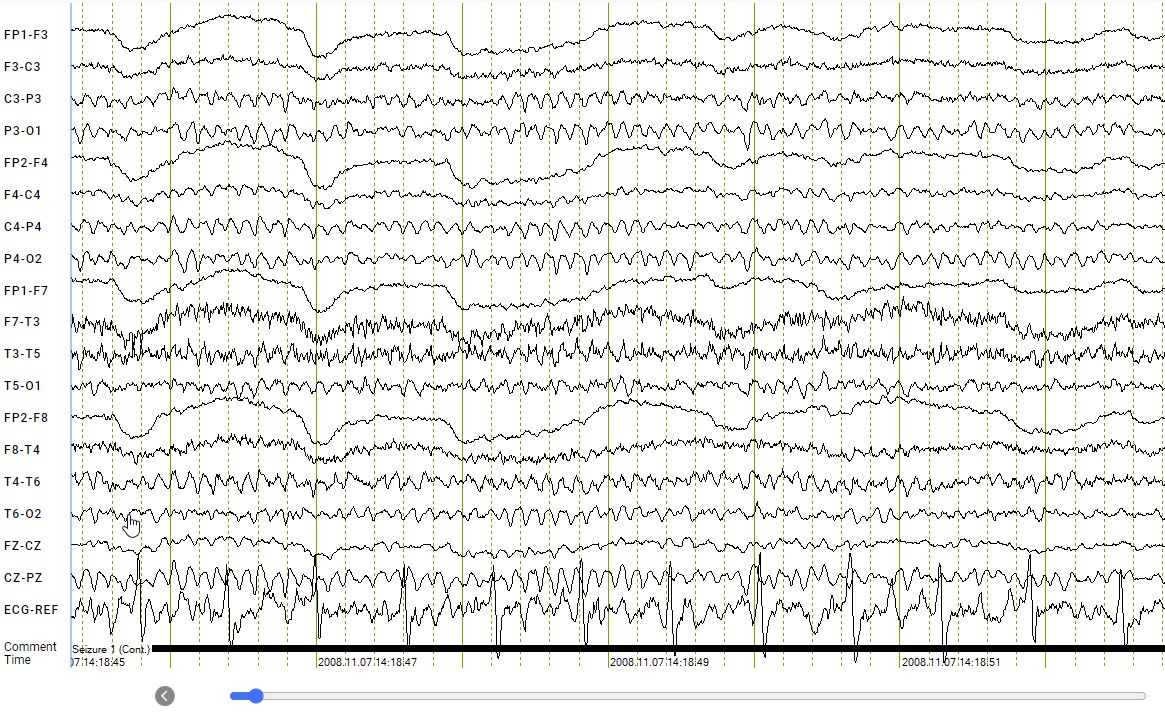 FP1-F3
F3-C3
C3-P3
P3-O1
FP2-F4
F4-C4
C4-P4
P4-O2
FP1-F7
F7-T3
T3-T5
T5-O1
FP2-F8
F8-T4
T4-T6
T6-O2
FZ-CZ
CZ-PZ
ECG-REF
Comment Seizure 1 (Cont.)
Time 07 14:18:45 2008.11.07 14:18:47 2008.11.07 14:18:49 2008.11.07 14:18:51